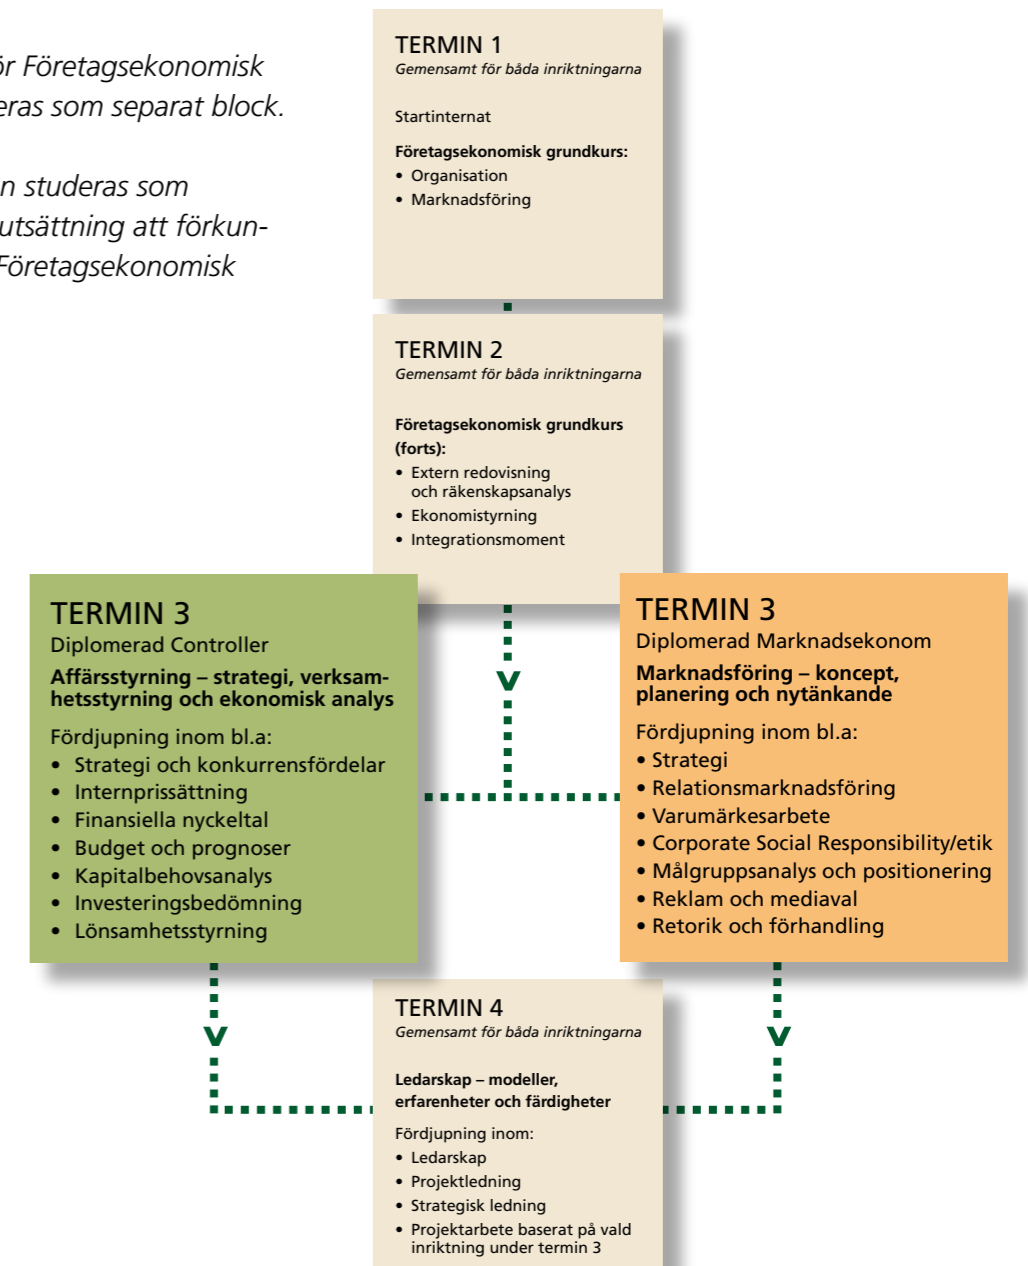 ör Företagsekonomisk
eras som separat block.
n studeras som
utsättning att förkun-
Företagsekonomisk
TERMIN 1
Gemensamt för båda inriktningarna
Startinternat
Företagsekonomisk grundkurs:
• Organisation
• Marknadsföring
TERMIN 2
Gemensamt för båda inriktningarna
Företagsekonomisk grundkurs
(forts):
• Extern redovisning
och räkenskapsanalys
• Ekonomistyrning
• Integrationsmoment
TERMIN 3
Diplomerad Controller
Affärsstyrning – strategi, verksam-
hetsstyrning och ekonomisk analys
Fördjupning inom bl.a:
• Strategi och konkurrensfördelar
• Internprissättning
• Finansiella nyckeltal
• Budget och prognoser
• Kapitalbehovsanalys
• Investeringsbedömning
• Lönsamhetsstyrning
TERMIN 3
Diplomerad Marknadsekonom
Marknadsföring – koncept,
planering och nytänkande
Fördjupning inom bl.a:
• Strategi
• Relationsmarknadsföring
• Varumärkesarbete
• Corporate Social Responsibility/etik
• Målgruppsanalys och positionering
• Reklam och mediaval
• Retorik och förhandling
TERMIN 4
Gemensamt för båda inriktningarna
Ledarskap – modeller,
erfarenheter och färdigheter
Fördjupning inom:
• Ledarskap
• Projektledning
• Strategisk ledning
• Projektarbete baserat på vald
inriktning under termin 3